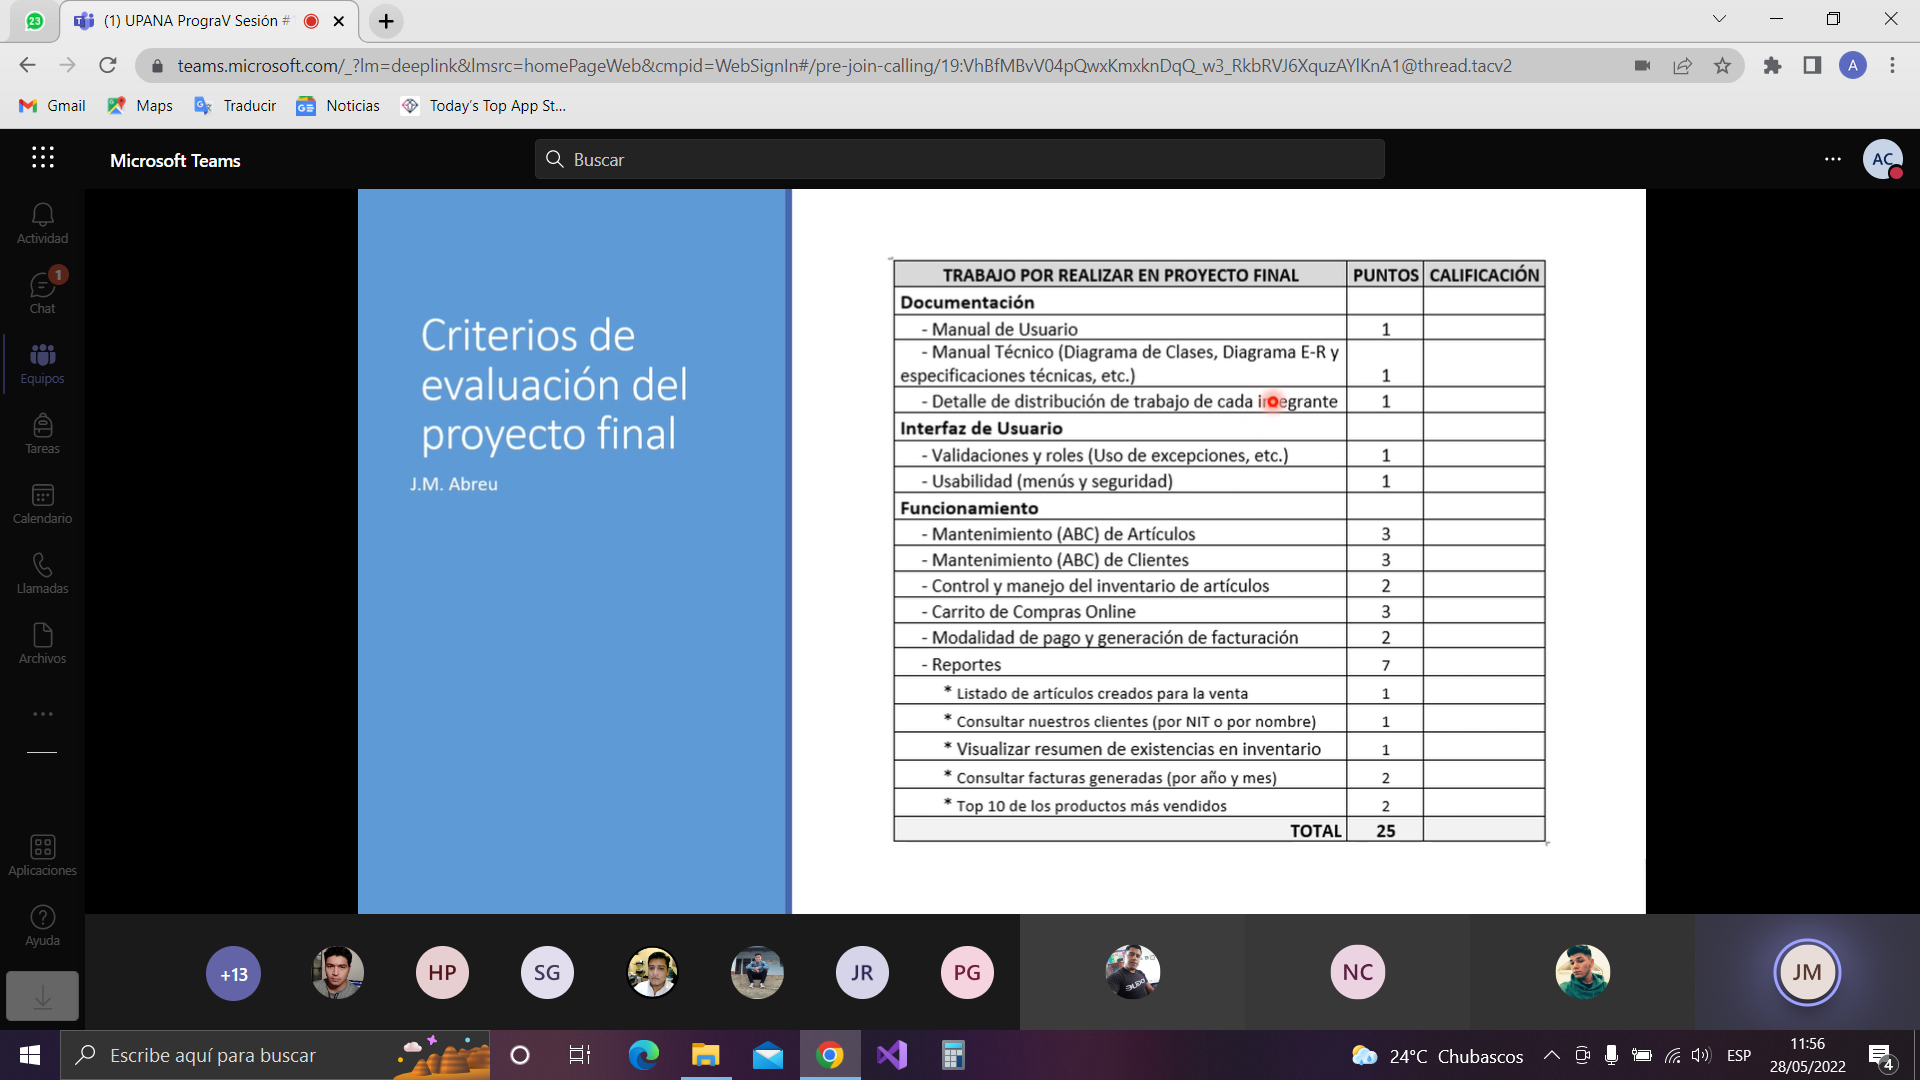 23
(1) UPANA PrograV Sesión #
teams.microsoft.com/_?lm=deeplink&lmsrc=homePageWeb&cmpid=WebSignIn#/pre-join-calling/19:VhBfMBvV04pQwxKmxknDqQ_w3_RkbRVJ6XquzAYlKnA1@thread.tacv2
A
Gmail
Maps
Traducir
Noticias
Today's Top App St...
Microsoft Teams
Buscar
AC
Actividad
1
Chat
Equipos
Tareas
Calendario
Llamadas
Archivos
Aplicaciones
Ayuda
Criterios de
evaluación del
proyecto final
J.M. Abreu
TRABAJO POR REALIZAR EN PROYECTO FINAL PUNTOS CALIFICACIÓN
Documentación
- Manual de Usuario 1
- Manual Técnico (Diagrama de Clases, Diagrama E-R y
especificaciones técnicas, etc.) 1
- Detalle de distribución de trabajo de cada integrante 1
Interfaz de Usuario
- Validaciones y roles (Uso de excepciones, etc.) 1
- Usabilidad (menús y seguridad) 1
Funcionamiento
- Mantenimiento (ABC) de Artículos 3
- Mantenimiento (ABC) de Clientes 3
- Control y manejo del inventario de artículos 2
- Carrito de Compras Online 3
- Modalidad de pago y generación de facturación 2
- Reportes 7
* Listado de artículos creados para la venta 1
* Consultar nuestros clientes (por NIT o por nombre) 1
* Visualizar resumen de existencias en inventario 1
* Consultar facturas generadas (por año y mes) 2
* Top 10 de los productos más vendidos 2
TOTAL 25
+13
HP
SG
JR
PG
NC
JM
Escribe aquí para buscar
24°C Chubascos
ESP
11:56
28/05/2022
4